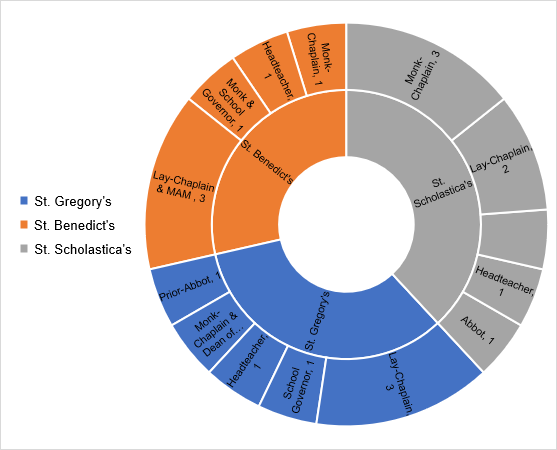 St. Gregory's
St. Benedict's
St. Scholastica's
St.
Scholastica's
Monk-
Chaplain, 3
Lay-Chaplain,
2
Headteacher,
1
Abbot, 1
St. Gregory's
Lay-Chaplain,
3
School
Governor, 1
Headteacher,
1
Monk-
Chaplain &
Dean of...
Prior-Abbot, 1
St. Benedict's
Lay-Chaplain
& MAM , 3
Monk &
School
Governor, 1
Headteacher,
1
Monk-
Chaplain, 1